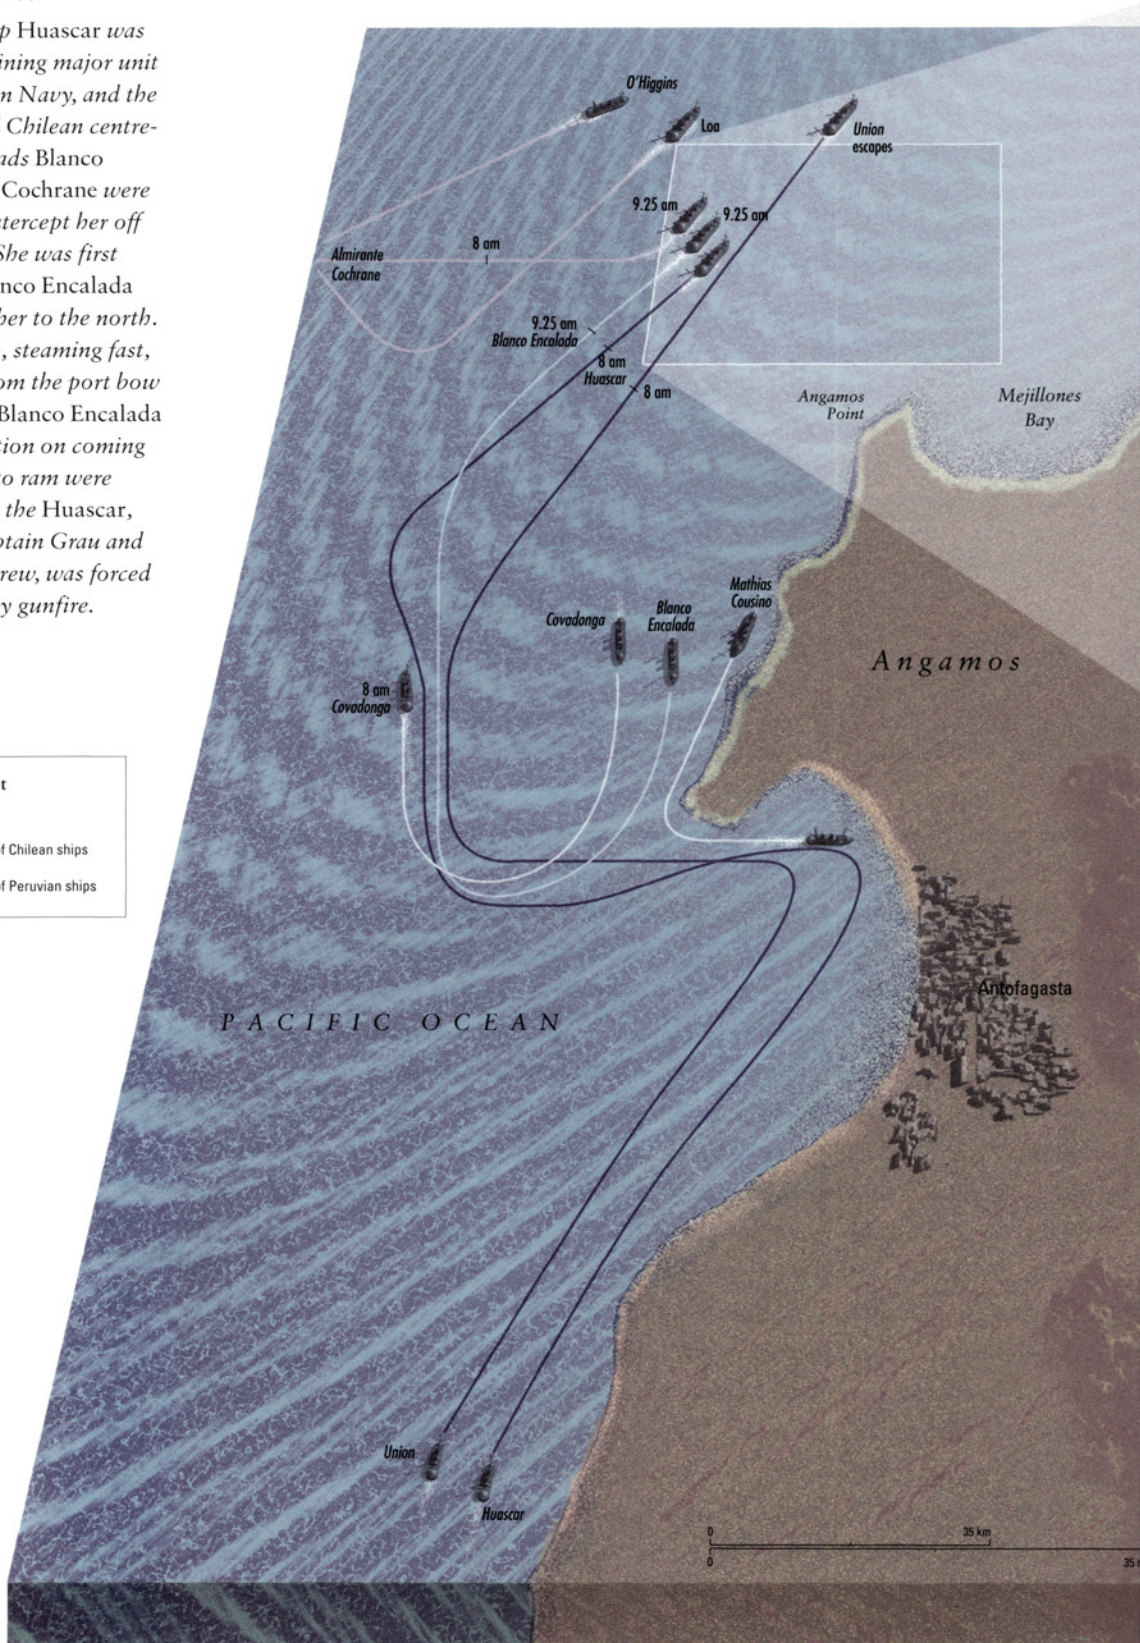 Huascar was
ining major unit
n Navy, and the
Chilean centre-
Blanco
Cochrane were
tercept her off
She was first
nco Encalada
her to the north.
, steaming fast,
om the port bow
Blanco Encalada
tion on coming
to ram were
the Huascar,
ptain Grau and
rew, was forced
y gunfire.
t
f Chilean ships
f Peruvian ships
O'Higgins
Loa
Union
escapes
9.25 am
9.25 am
8 am
Almirante
Cochrane
9.25 am
Blanco Encalada
8 am
Huascar
8 am
Angamos
Point
Mejillones
Bay
Mathias
Cousino
Blanco
Encalada
Covadonga
Angamos
8 am
Covadonga
Antofagasta
PACIFIC OCEAN
Union
Huascar
0
35 km
0
35